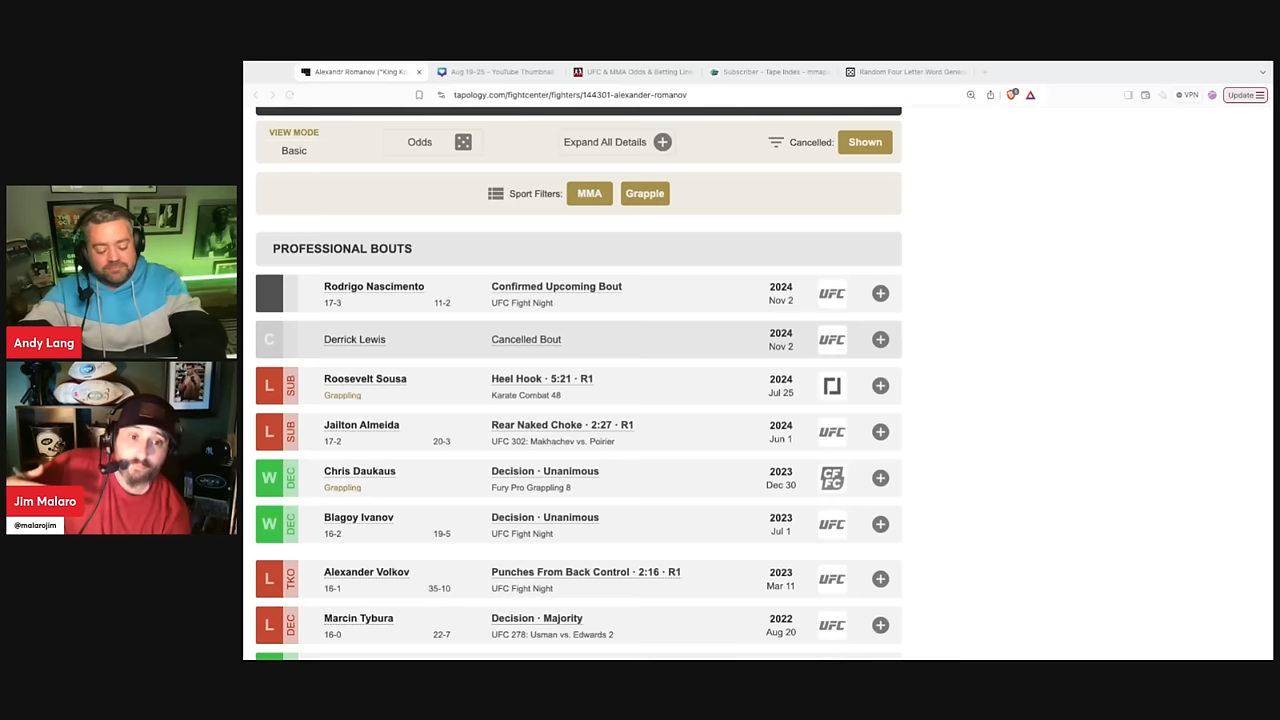 Alexandr Romanov ("King Ko
Aug 19-25 - YouTube Thumbnail
UFC & MMA Odds & Betting Line
Subscriber - Tape Index - mmap
Random Four Letter Word Gener
tapology.com/fightcenter/fighters/144301-alexander-romanov
VPN
Update
VIEW MODE
Basic
Odds
Expand All Details
Cancelled:
Shown
Sport Filters:
MMA
Grapple
PROFESSIONAL BOUTS
Rodrigo Nascimento
Confirmed Upcoming Bout
2024
17-3
11-2
UFC Fight Night
Nov 2
UFC
C
Derrick Lewis
Cancelled Bout
2024
Nov 2
UFC
L
SUB
Roosevelt Sousa
Heel Hook · 5:21 · R1
2024
Grappling
Karate Combat 48
Jul 25
L
SUB
Jailton Almeida
Rear Naked Choke · 2:27 · R1
2024
17-2
20-3
UFC 302: Makhachev vs. Poirier
Jun 1
UFC
W
DEC
Chris Daukaus
Decision · Unanimous
2023
Grappling
Fury Pro Grappling 8
Dec 30
CF
FC
W
DEC
Blagoy Ivanov
Decision · Unanimous
2023
16-2
19-5
UFC Fight Night
Jul 1
UFC
L
TKO
Alexander Volkov
Punches From Back Control · 2:16 · R1
2023
16-1
35-10
UFC Fight Night
Mar 11
UFC
L
DEC
Marcin Tybura
Decision · Majority
2022
16-0
22-7
UFC 278: Usman vs. Edwards 2
Aug 20
UFC
Andy Lang
Jim Malaro
@malarojim